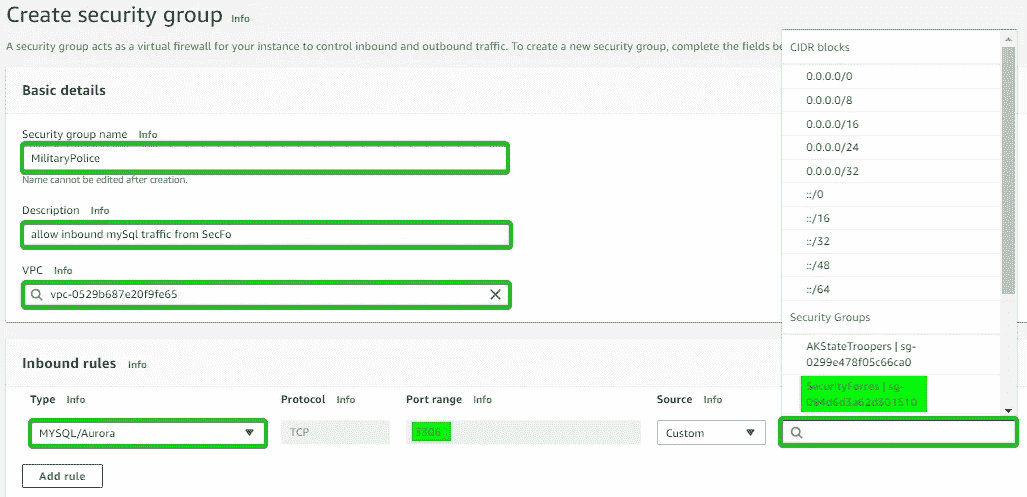 Create security group Info
A security group acts as a virtual firewall for your instance to control inbound and outbound traffic. To create a new security group, complete the fields be
Basic details
Security group name Info
MilitaryPolice
Name cannot be edited after creation.
Description Info
allow inbound mySql traffic from SecFo
VPC Info
vpc-0529b687e20f9fe65
Inbound rules Info
Type Info Protocol Info Port range Info Source Info
MYSQL/Aurora TCP 3306 Custom
Add rule
CIDR blocks
0.0.0.0/0
0.0.0.0/8
0.0.0.0/16
0.0.0.0/24
0.0.0.0/32
::/0
::/16
::/32
::/48
::/64
Security Groups
AKStateTroopers | sg-
0299e478f05c66ca0
SecurityForces | sg-